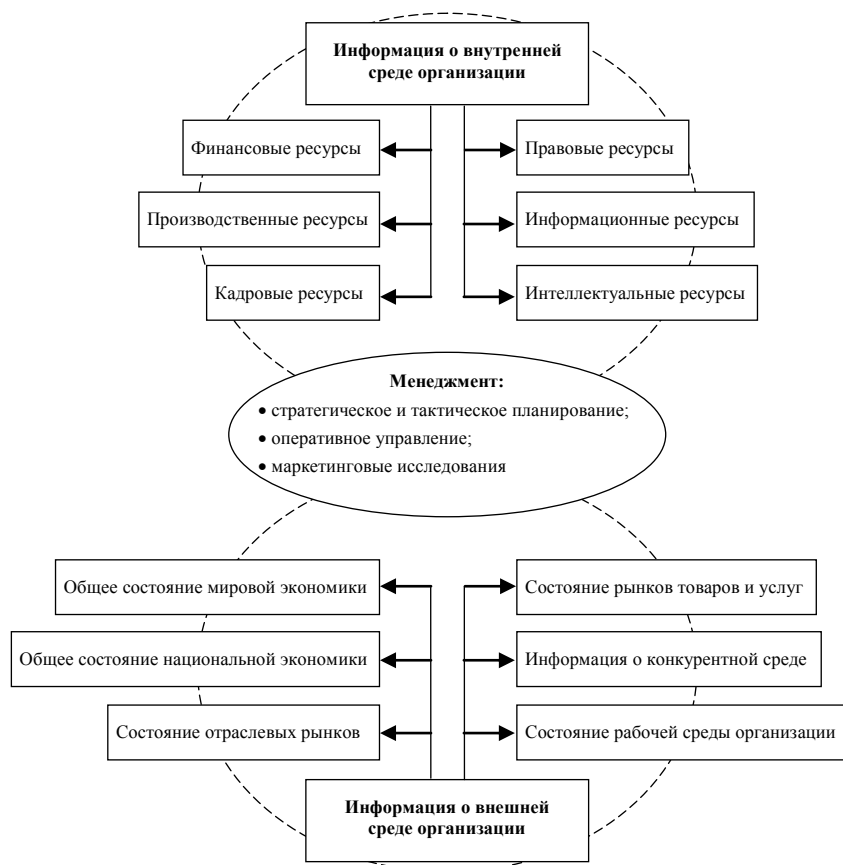 Информация о внутренней
среде организации
Финансовые ресурсы
Правовые ресурсы
Производственные ресурсы
Информационные ресурсы
Кадровые ресурсы
Интеллектуальные ресурсы
Менеджмент:
• стратегическое и тактическое планирование;
• оперативное управление;
• маркетинговые исследования
Общее состояние мировой экономики
Состояние рынков товаров и услуг
Общее состояние национальной экономики
Информация о конкурентной среде
Состояние отраслевых рынков
Состояние рабочей среды организации
Информация о внешней
среде организации